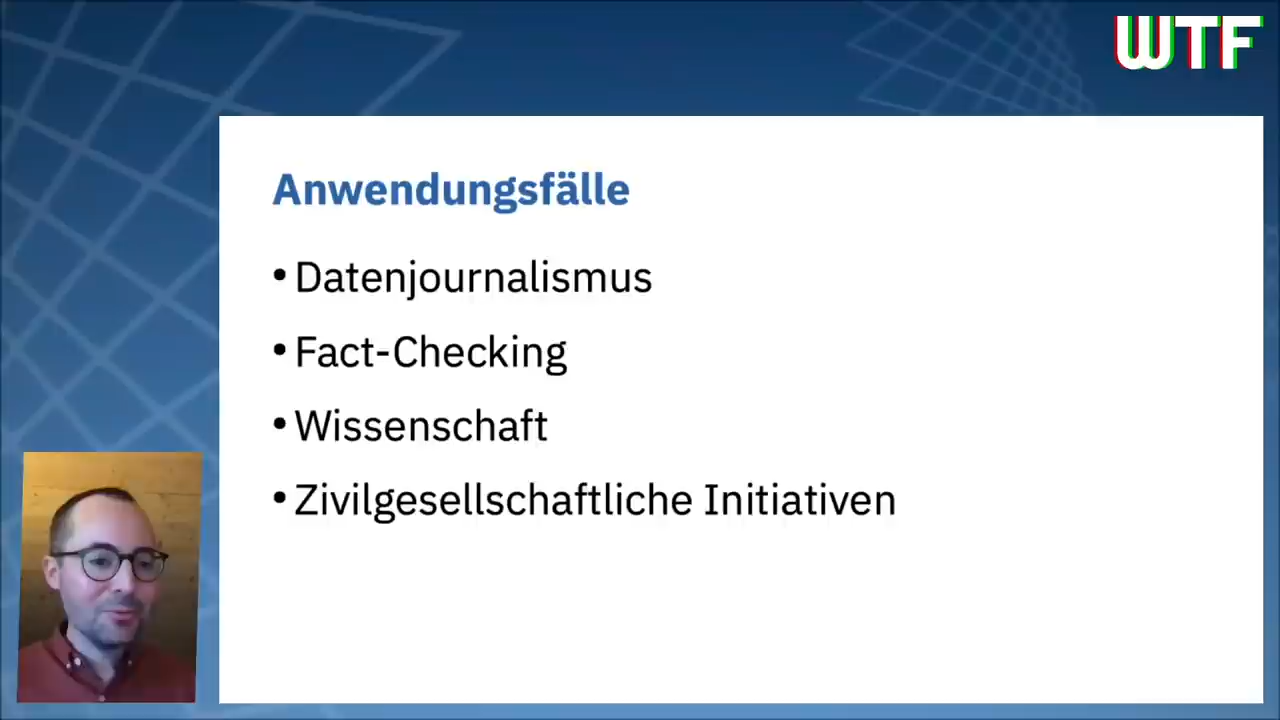 WTF
Anwendungsfälle
• Datenjournalismus
• Fact-Checking
• Wissenschaft
• Zivilgesellschaftliche Initiativen